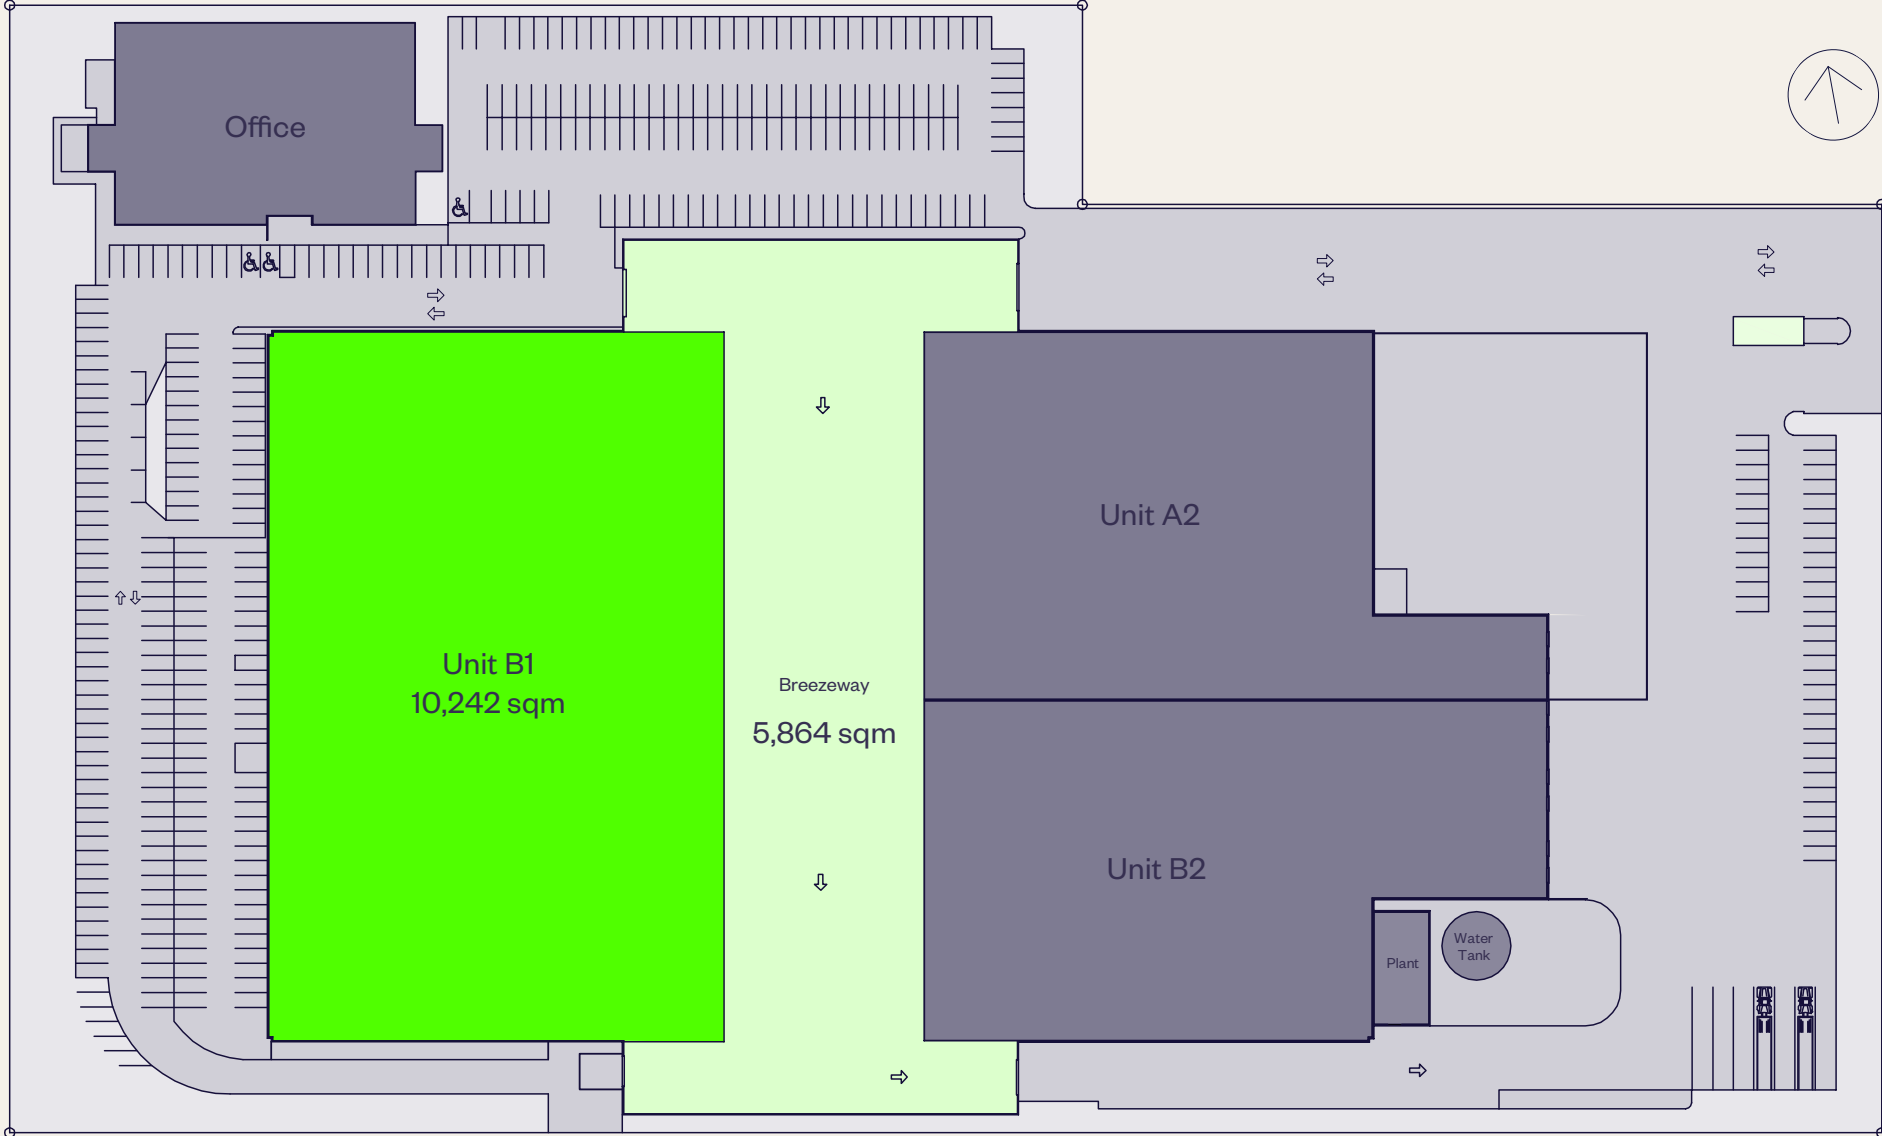 Office
Unit A2
Unit B1
10,242 sqm
Breezeway
5,864 sqm
Unit B2
Water
Tank
Plant